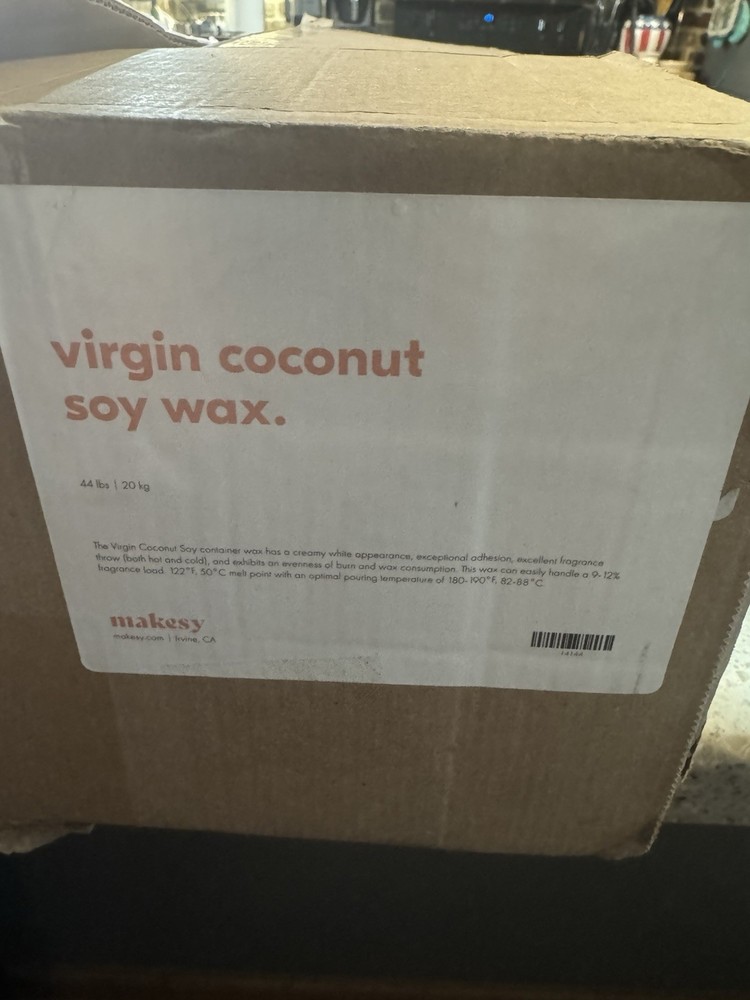 virgin coconut
soy wax.
44 lbs | 20 kg
The Virgin Coconut Soy container wax has a creamy white appearance, exceptional adhesion, excellent fragrance
throw (both hot and cold), and exhibits an evenness of burn and wax consumption. This wax can easily handle a 9-12%
fragrance load. 122°F, 50°C melt point with an optimal pouring temperature of 180-190°F, 82-88°C
makesy
makesy.com | Irvine, CA